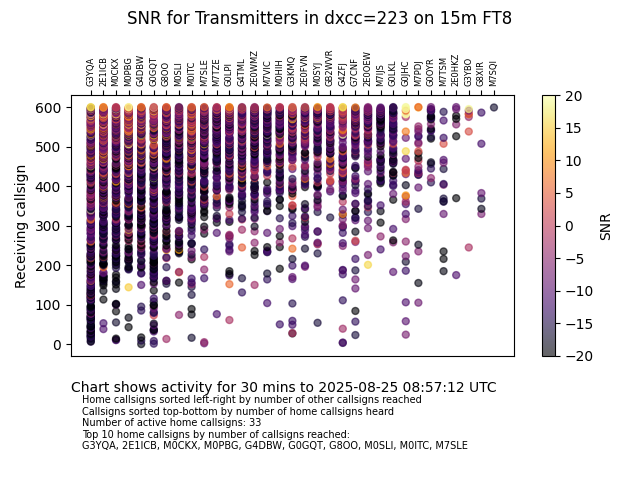 SNR for Transmitters in dxcc=223 on 15m FT8
G3YQA 2E1ICB M0CKX M0PBG G4DBW G0GQT G8OO M0SLI M0ITC M7SLE M7TZE G0LPI G4TML 2E0WMZ M7VIC M0HIH G3KMQ 2E0FVN M0SYJ GB2WVR G4ZFJ G7CNF 2E0QEW M7IJS G0LKL G0JHC M7PDJ G0OYR M7TSM 2E0HKZ G3YBO G8XIR M7SQI
600
500
400
300
200
100
0
Receiving callsign
20
15
10
5
0
−5
−10
−15
−20
SNR
Chart shows activity for 30 mins to 2025-08-25 08:57:12 UTC
Home callsigns sorted left-right by number of other callsigns reached
Callsigns sorted top-bottom by number of home callsigns heard
Number of active home callsigns: 33
Top 10 home callsigns by number of callsigns reached:
G3YQA, 2E1ICB, M0CKX, M0PBG, G4DBW, G0GQT, G8OO, M0SLI, M0ITC, M7SLE